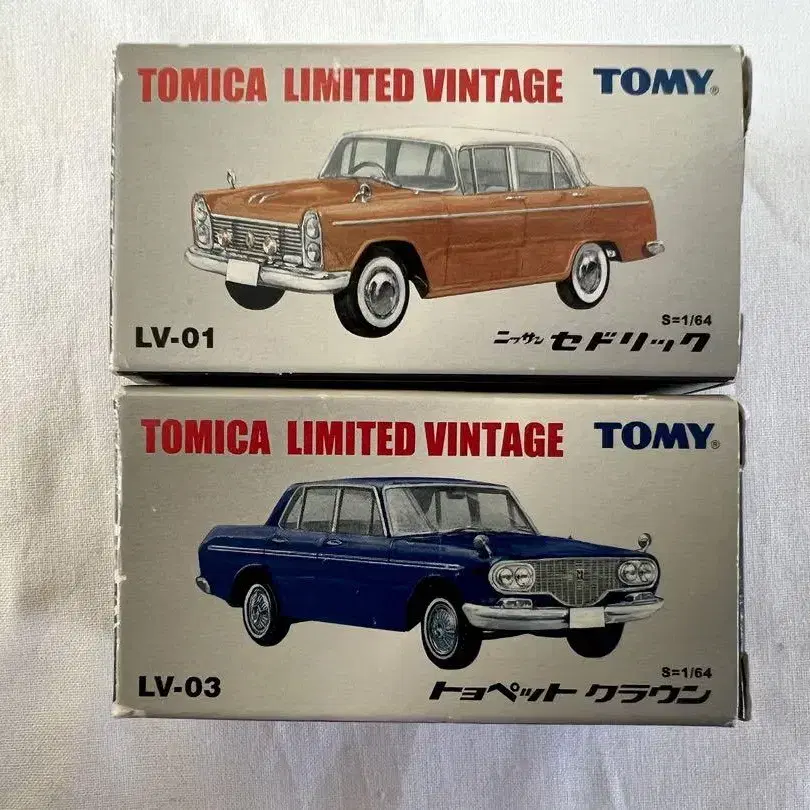 TOMICA LIMITED VINTAGE TOMY®
S=1/64
LV-01 ニッサン セドリック
TOMICA LIMITED VINTAGE TOMY®
S=1/64
LV-03 トヨペット クラウン